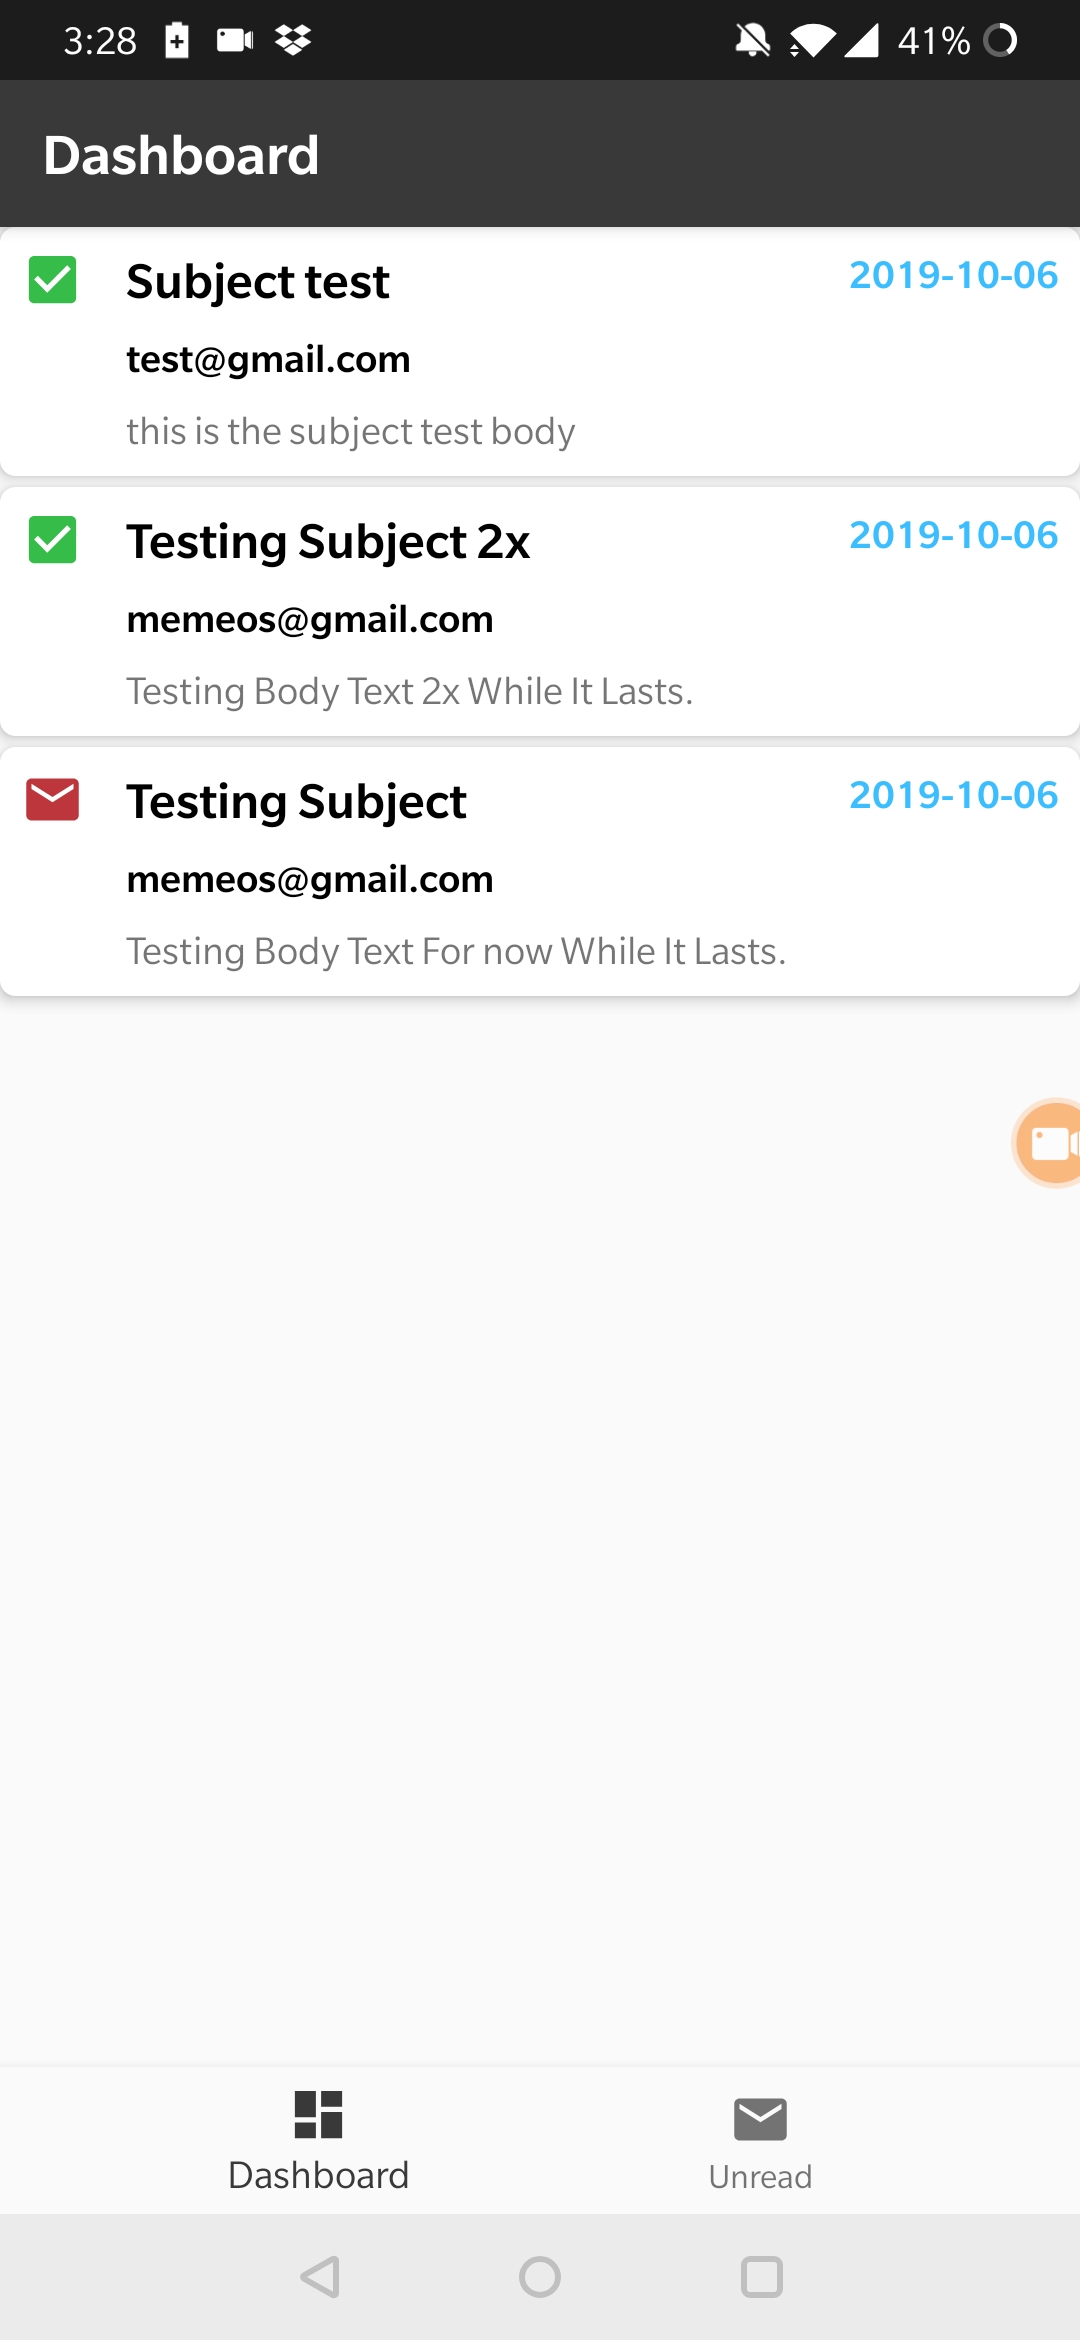 3:28
41%
Dashboard
Subject test
2019-10-06
test@gmail.com
this is the subject test body
Testing Subject 2x
2019-10-06
memeos@gmail.com
Testing Body Text 2x While It Lasts.
Testing Subject
2019-10-06
memeos@gmail.com
Testing Body Text For now While It Lasts.
Dashboard
Unread